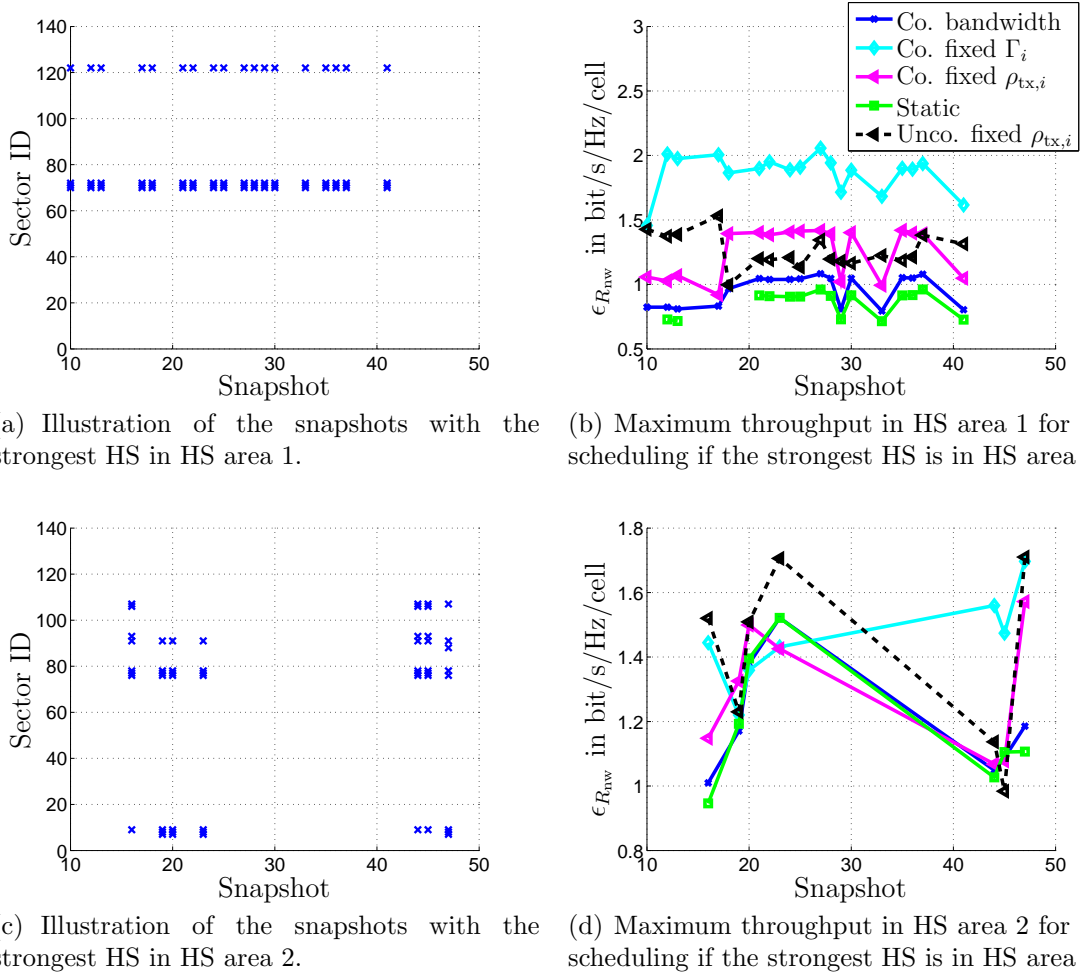 140
120
100
80
60
40
20
0
Sector ID
10 20 30 40 50
Snapshot
(a) Illustration of the snapshots with the
strongest HS in HS area 1.
3
2.5
2
1.5
1
0.5
ϵ_{R_{nw}} in bit/s/Hz/cell
Co. bandwidth
Co. fixed Γ_i
Co. fixed ρ_{tx,i}
Static
Unco. fixed ρ_{tx,i}
10 20 30 40 50
Snapshot
(b) Maximum throughput in HS area 1 for
scheduling if the strongest HS is in HS area
140
120
100
80
60
40
20
0
Sector ID
10 20 30 40 50
Snapshot
(c) Illustration of the snapshots with the
strongest HS in HS area 2.
1.8
1.6
1.4
1.2
1
0.8
ϵ_{R_{nw}} in bit/s/Hz/cell
10 20 30 40 50
Snapshot
(d) Maximum throughput in HS area 2 for
scheduling if the strongest HS is in HS area